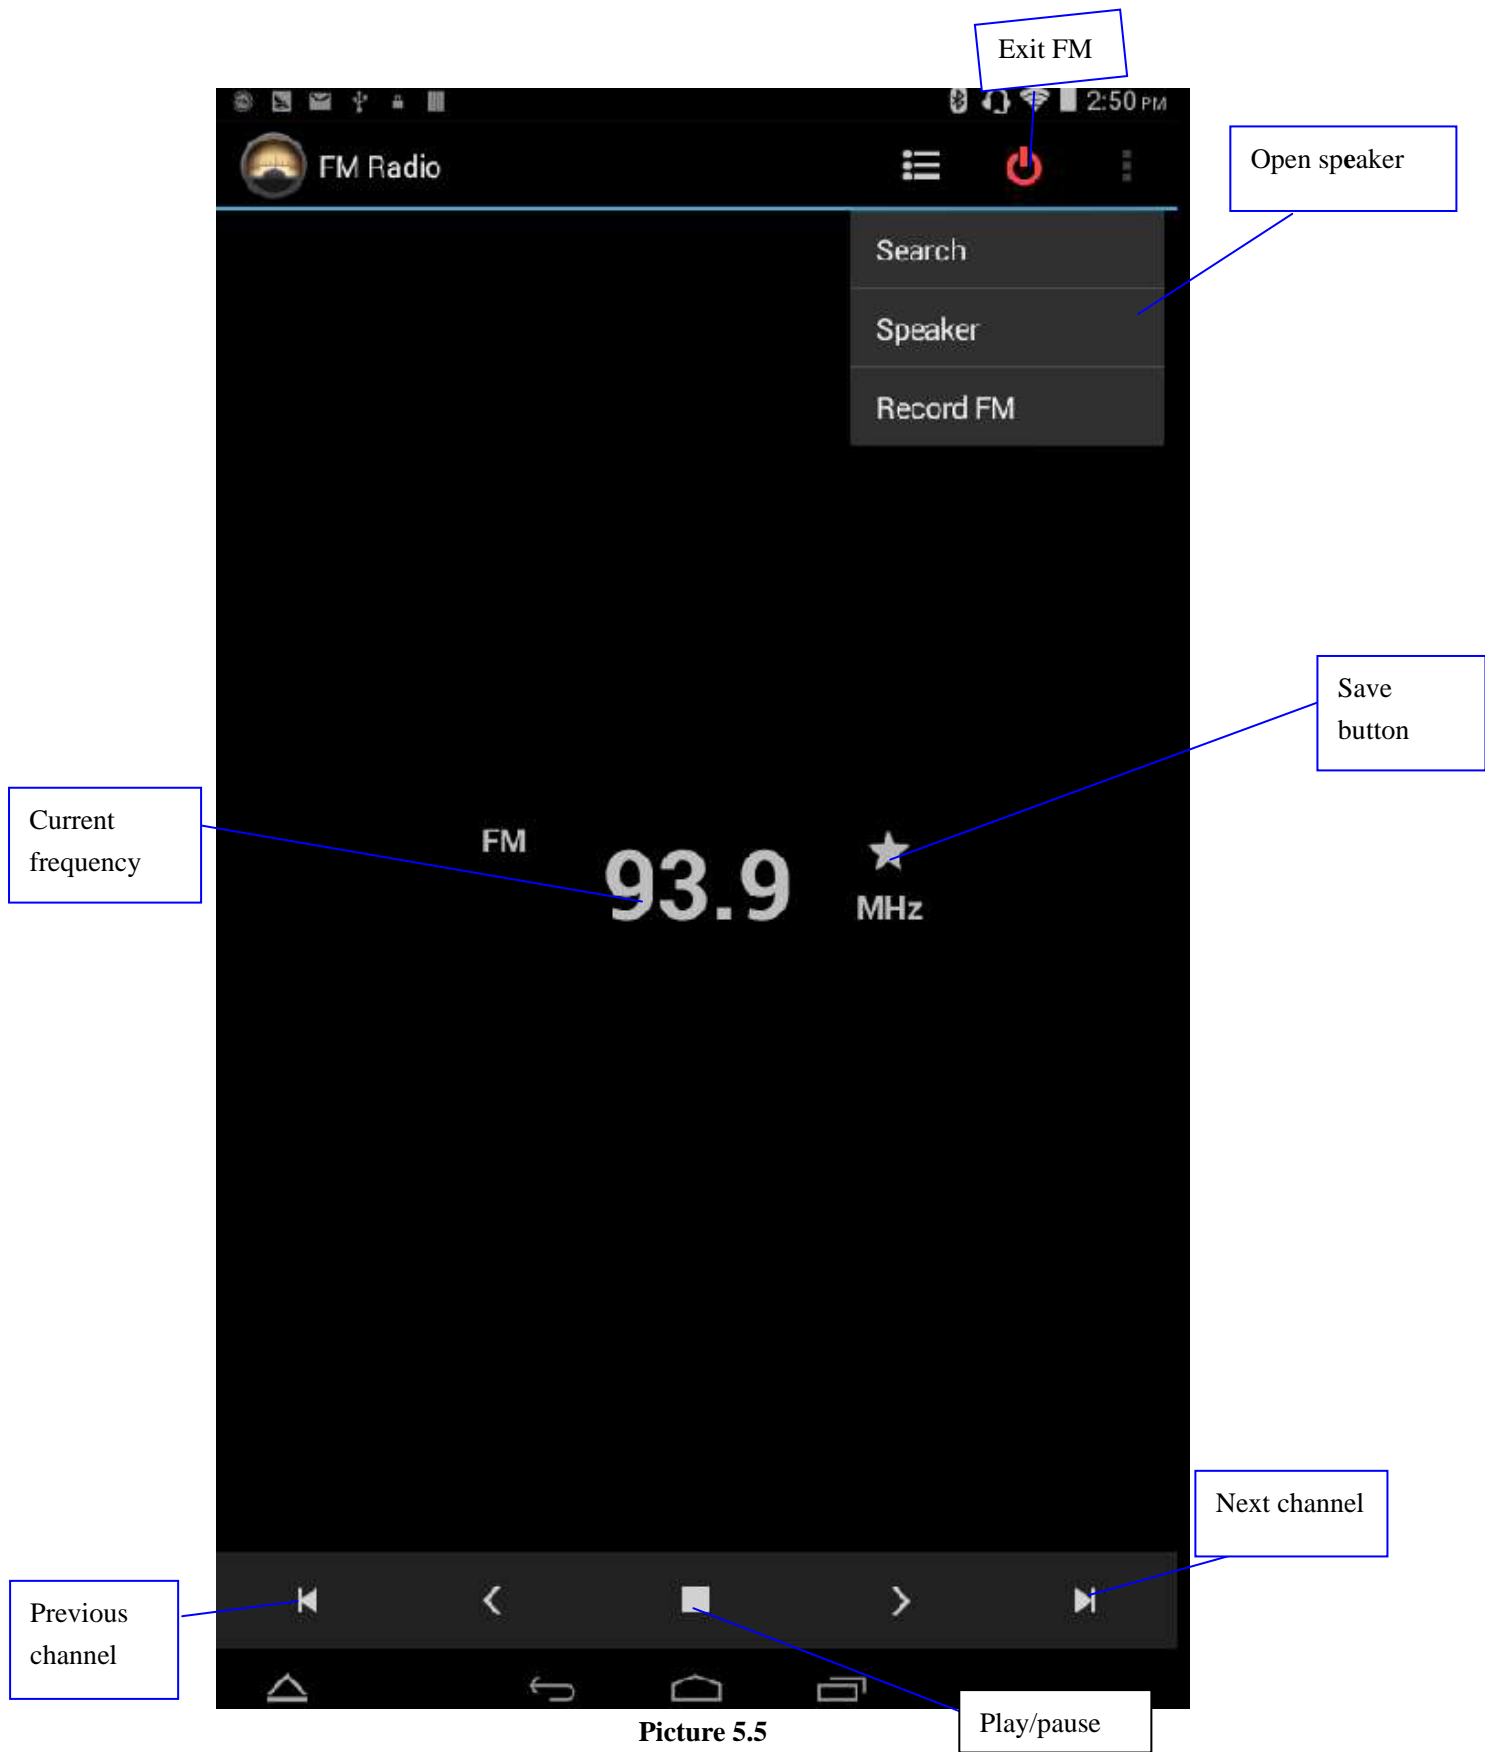 Exit FM
2:50 PM
FM Radio
Open speaker
Search
Speaker
Record FM
Save
button
Current
frequency
FM
93.9
MHz
Next channel
Previous
channel
Play/pause
Picture 5.5